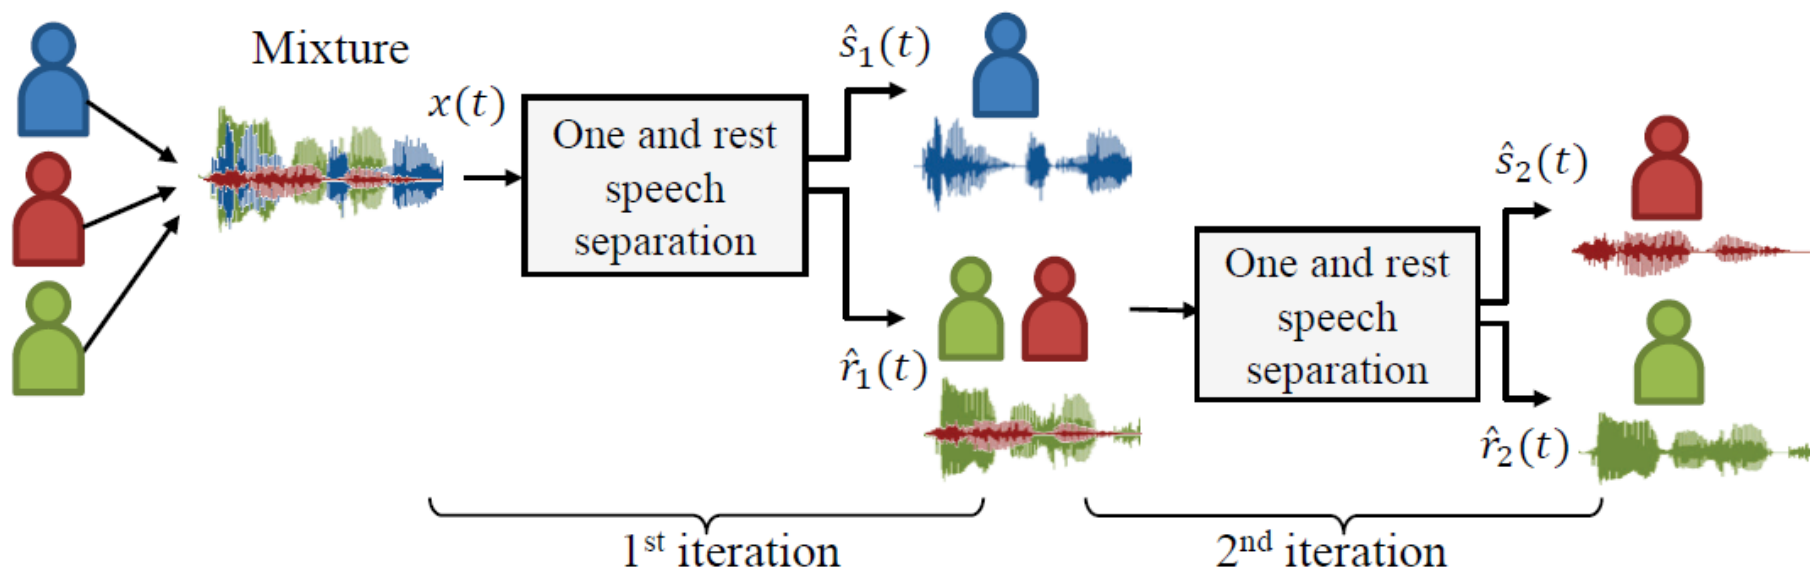 Mixture
x(t)
One and rest
speech
separation
ŝ₁(t)
r̂₁(t)
One and rest
speech
separation
ŝ₂(t)
r̂₂(t)
1st iteration
2nd iteration